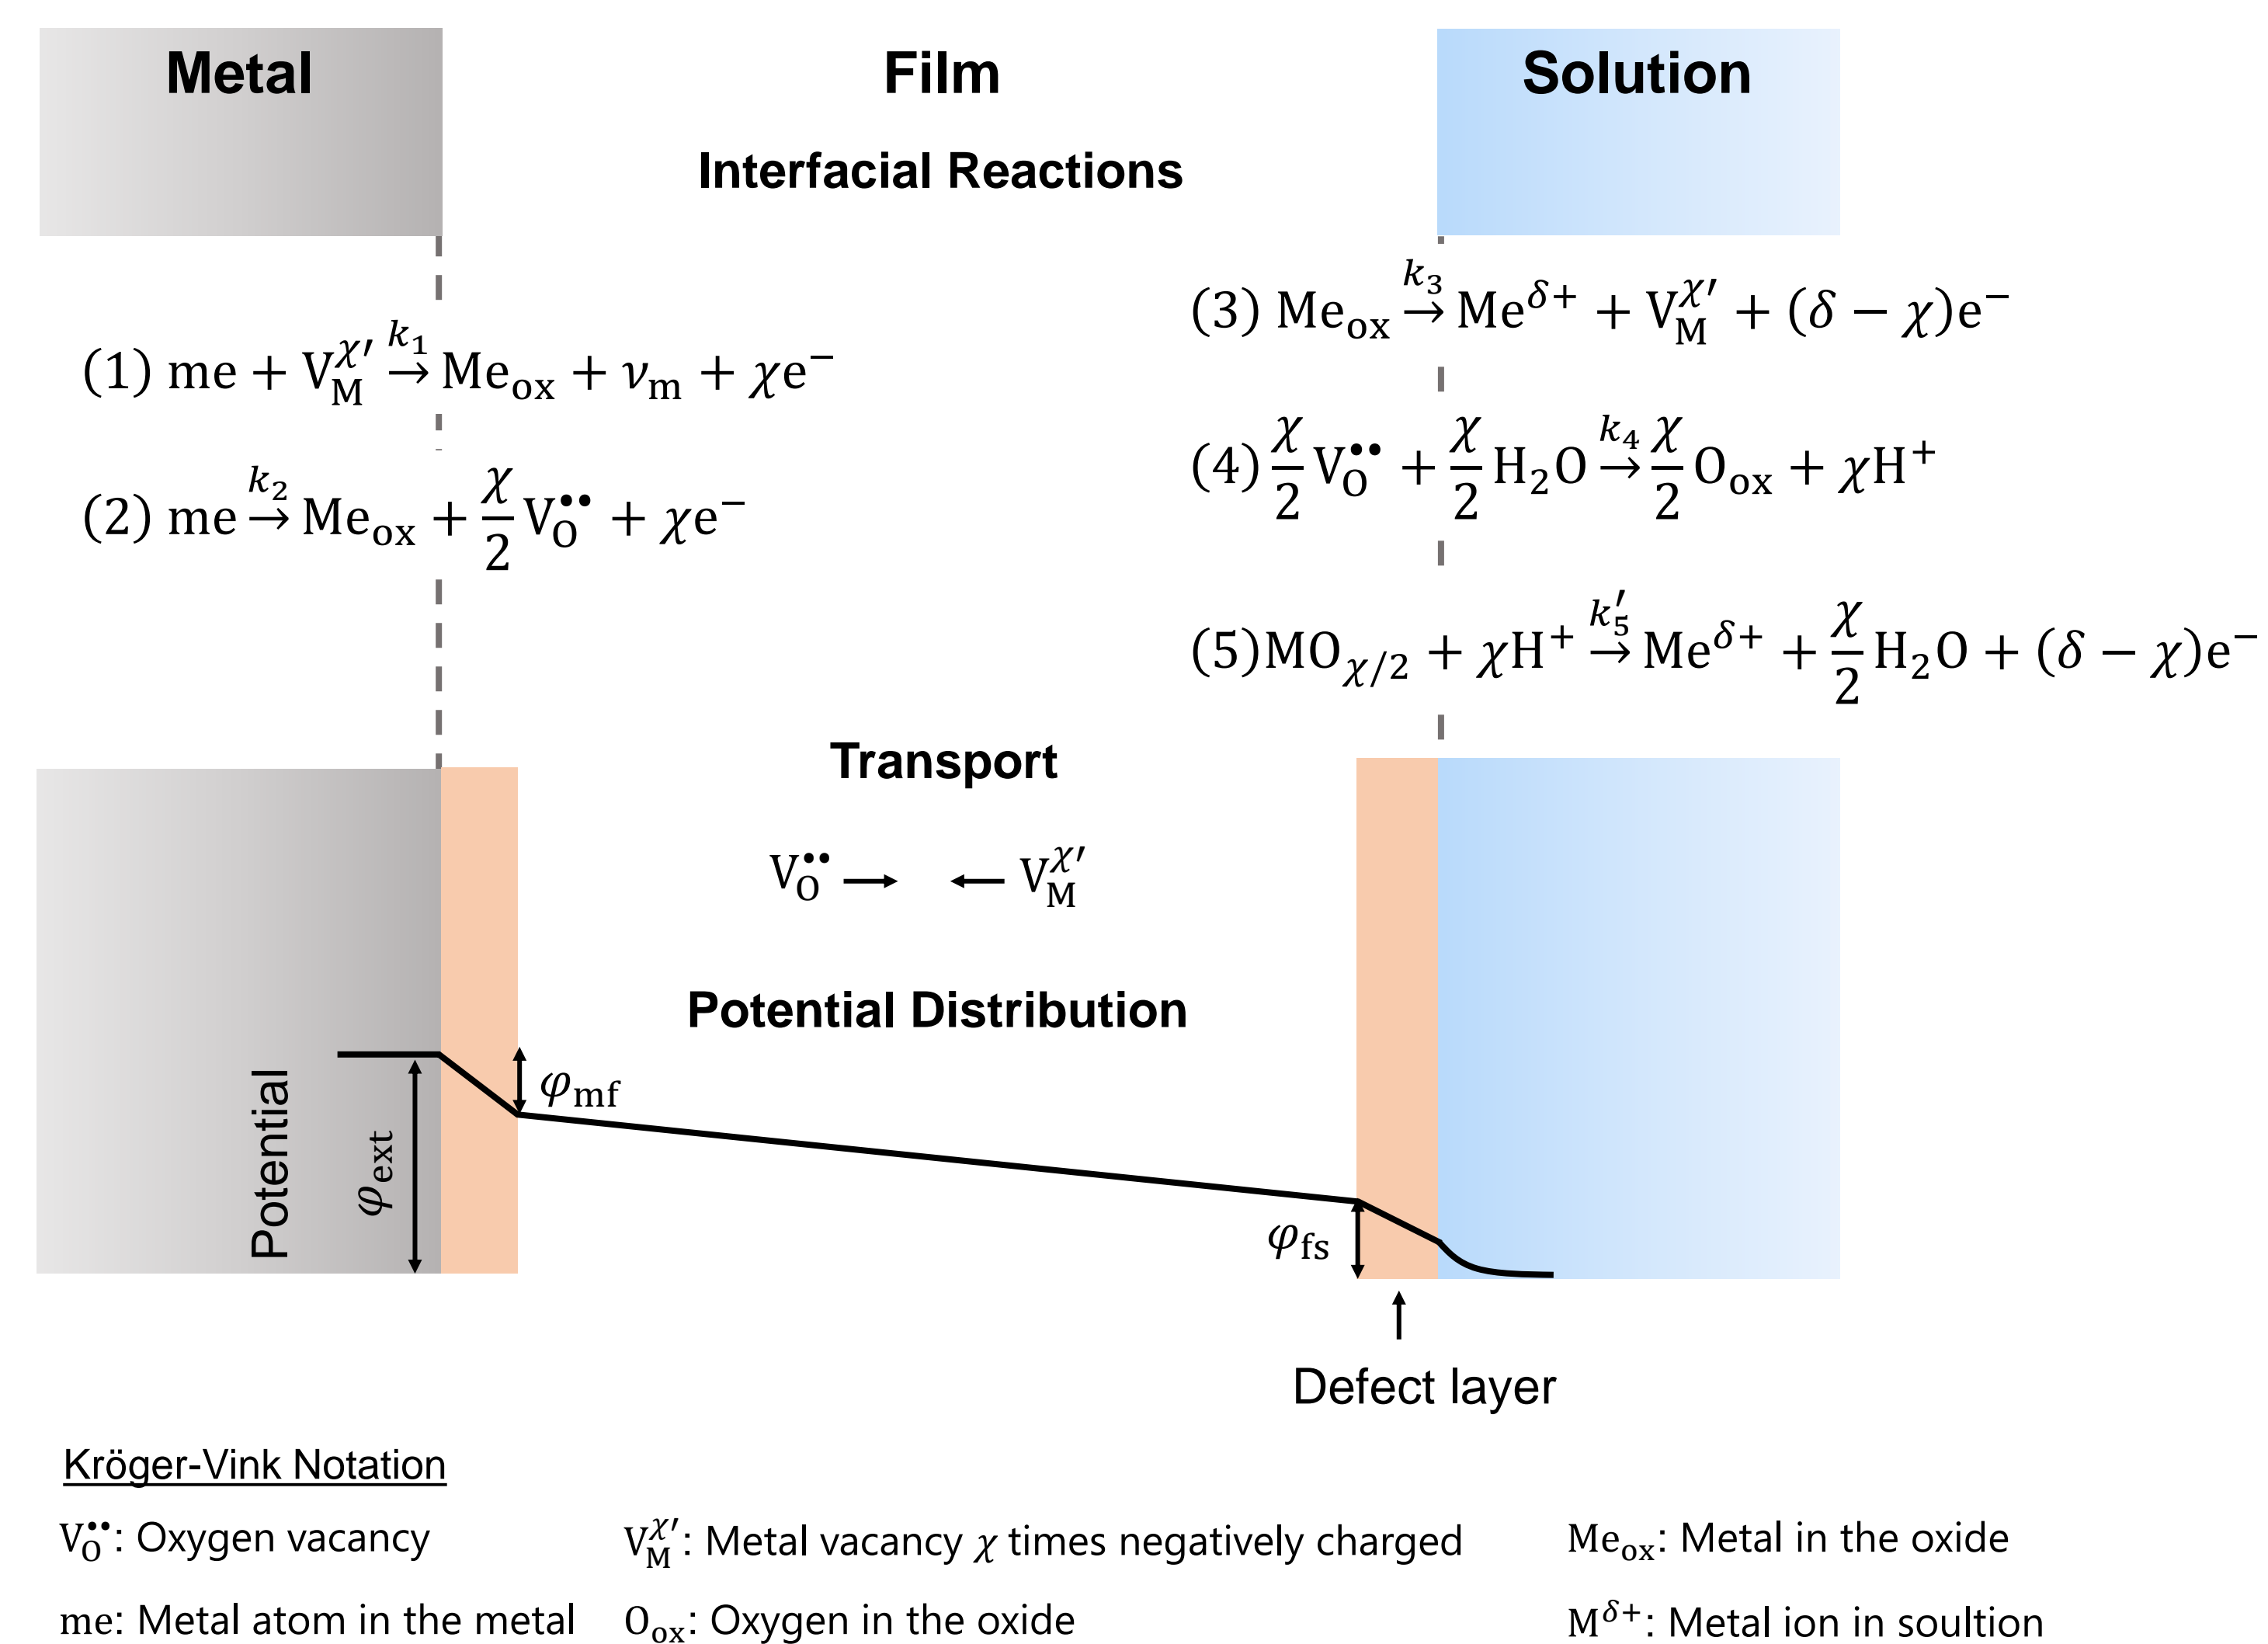 Metal
Film
Solution
Interfacial Reactions
(1) me + V_M^χ′ →^k₁ Me_ox + ν_m + χe⁻
(2) me →^k₂ Me_ox + χ/2 V_O^•• + χe⁻
(3) Me_ox →^k₃ Me^δ+ + V_M^χ′ + (δ − χ)e⁻
(4) χ/2 V_O^•• + χ/2 H₂O →^k₄ χ/2 O_ox + χH⁺
(5) MO_χ/2 + χH⁺ →^k′₅ Me^δ+ + χ/2 H₂O + (δ − χ)e⁻
Transport
V_O^•• → ← V_M^χ′
Potential Distribution
Potential
φ_ext
φ_mf
φ_fs
Defect layer
Kröger-Vink Notation
V_O^••: Oxygen vacancy
V_M^χ′: Metal vacancy χ times negatively charged
Me_ox: Metal in the oxide
me: Metal atom in the metal
O_ox: Oxygen in the oxide
M^δ+: Metal ion in soultion